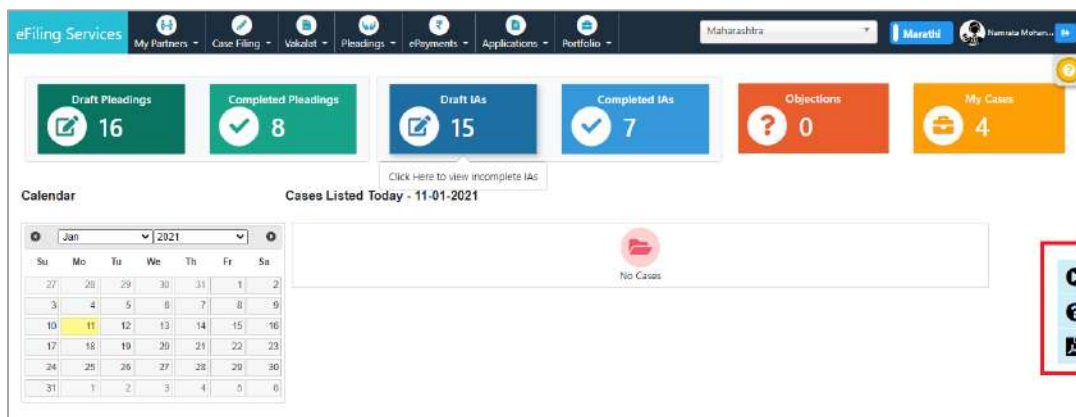 eFiling Services
My Partners
Case Filing
Vakalat
Pleadings
ePayments
Applications
Portfolio
Maharashtra
Marathi
Namrata Mohan...
Draft Pleadings
16
Completed Pleadings
8
Draft IAs
15
Completed IAs
7
Objections
0
My Cases
4
Click Here to view incomplete IAs
Calendar
Cases Listed Today - 11-01-2021
Jan 2021
Su Mo Tu We Th Fr Sa
27 28 29 30 31 1 2
3 4 5 6 7 8 9
10 11 12 13 14 15 16
17 18 19 20 21 22 23
24 25 26 27 28 29 30
31 1 2 3 4 5 6
No Cases